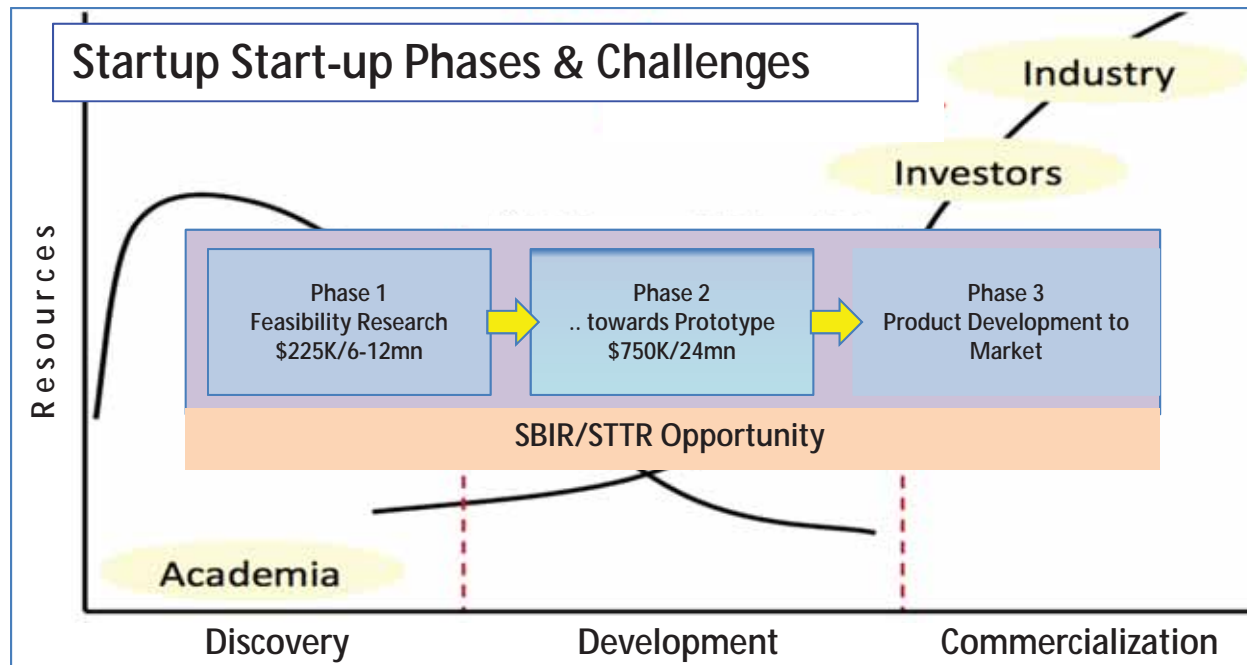 Startup Start-up Phases & Challenges
Industry
Investors
Resources
Phase 1
Feasibility Research
$225K/6-12mn
Phase 2
.. towards Prototype
$750K/24mn
Phase 3
Product Development to
Market
SBIR/STTR Opportunity
Academia
Discovery
Development
Commercialization